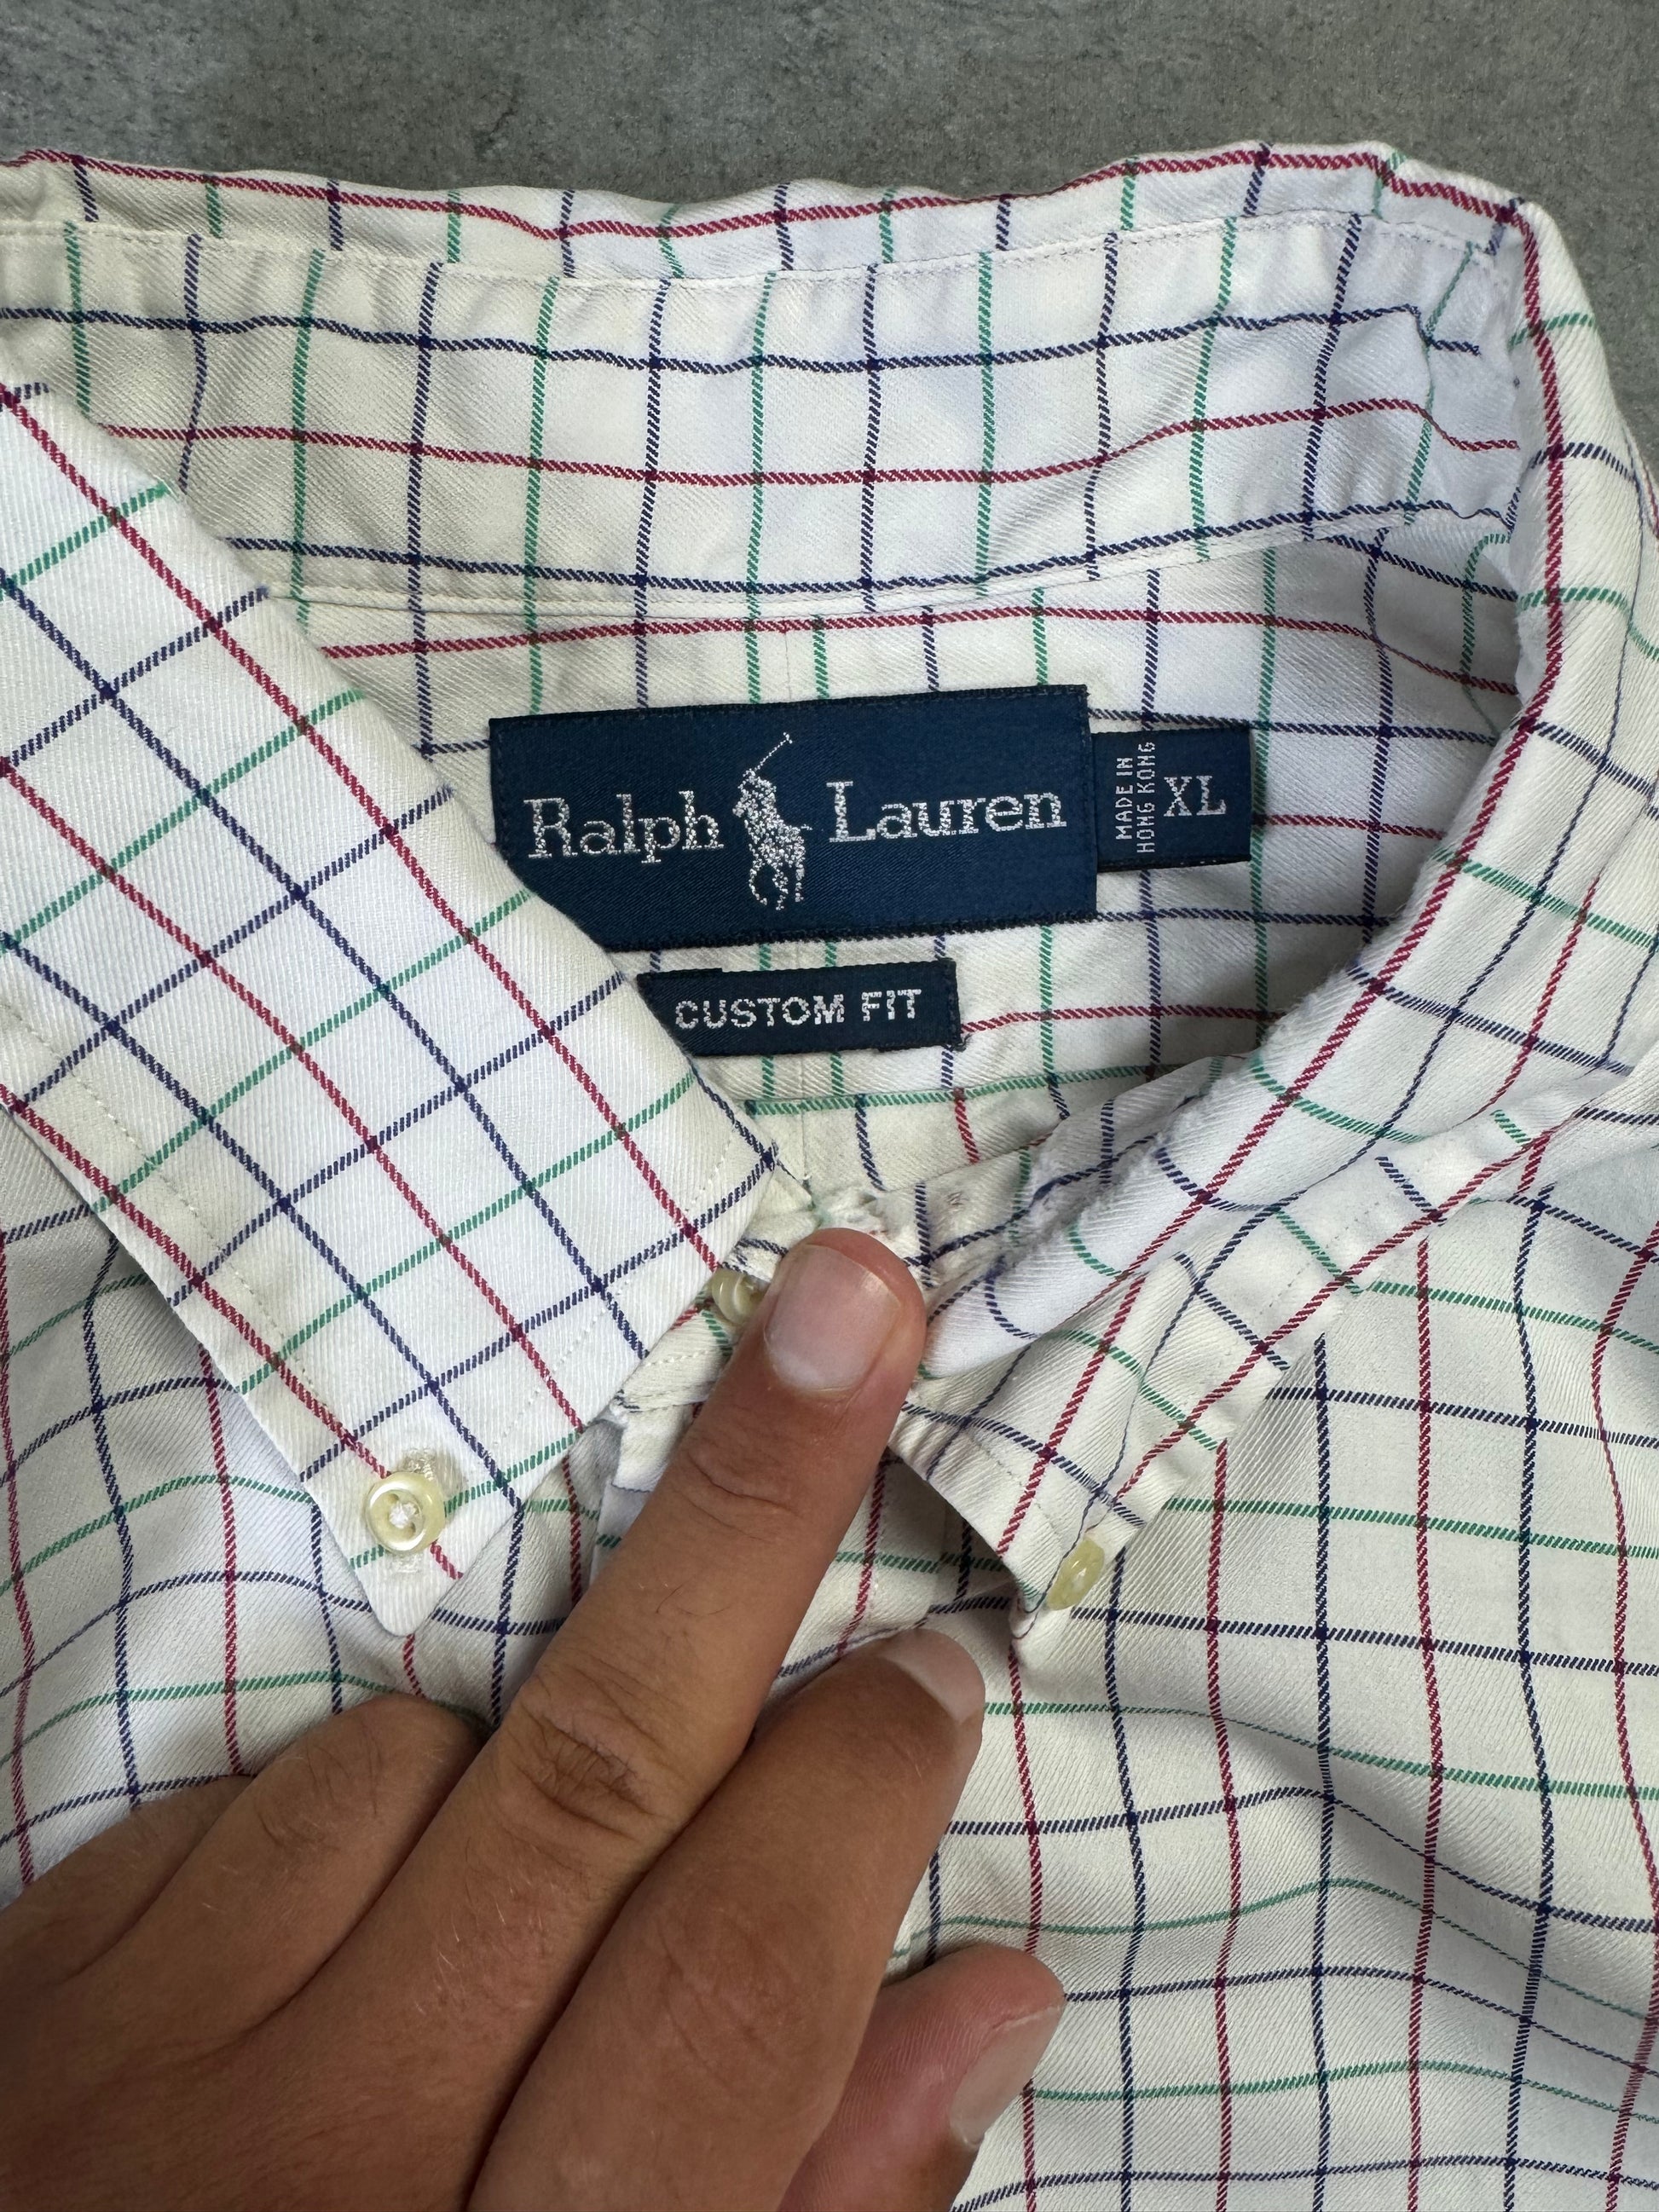 Ralph Lauren
MADE IN
HONG KONG
XL
CUSTOM FIT